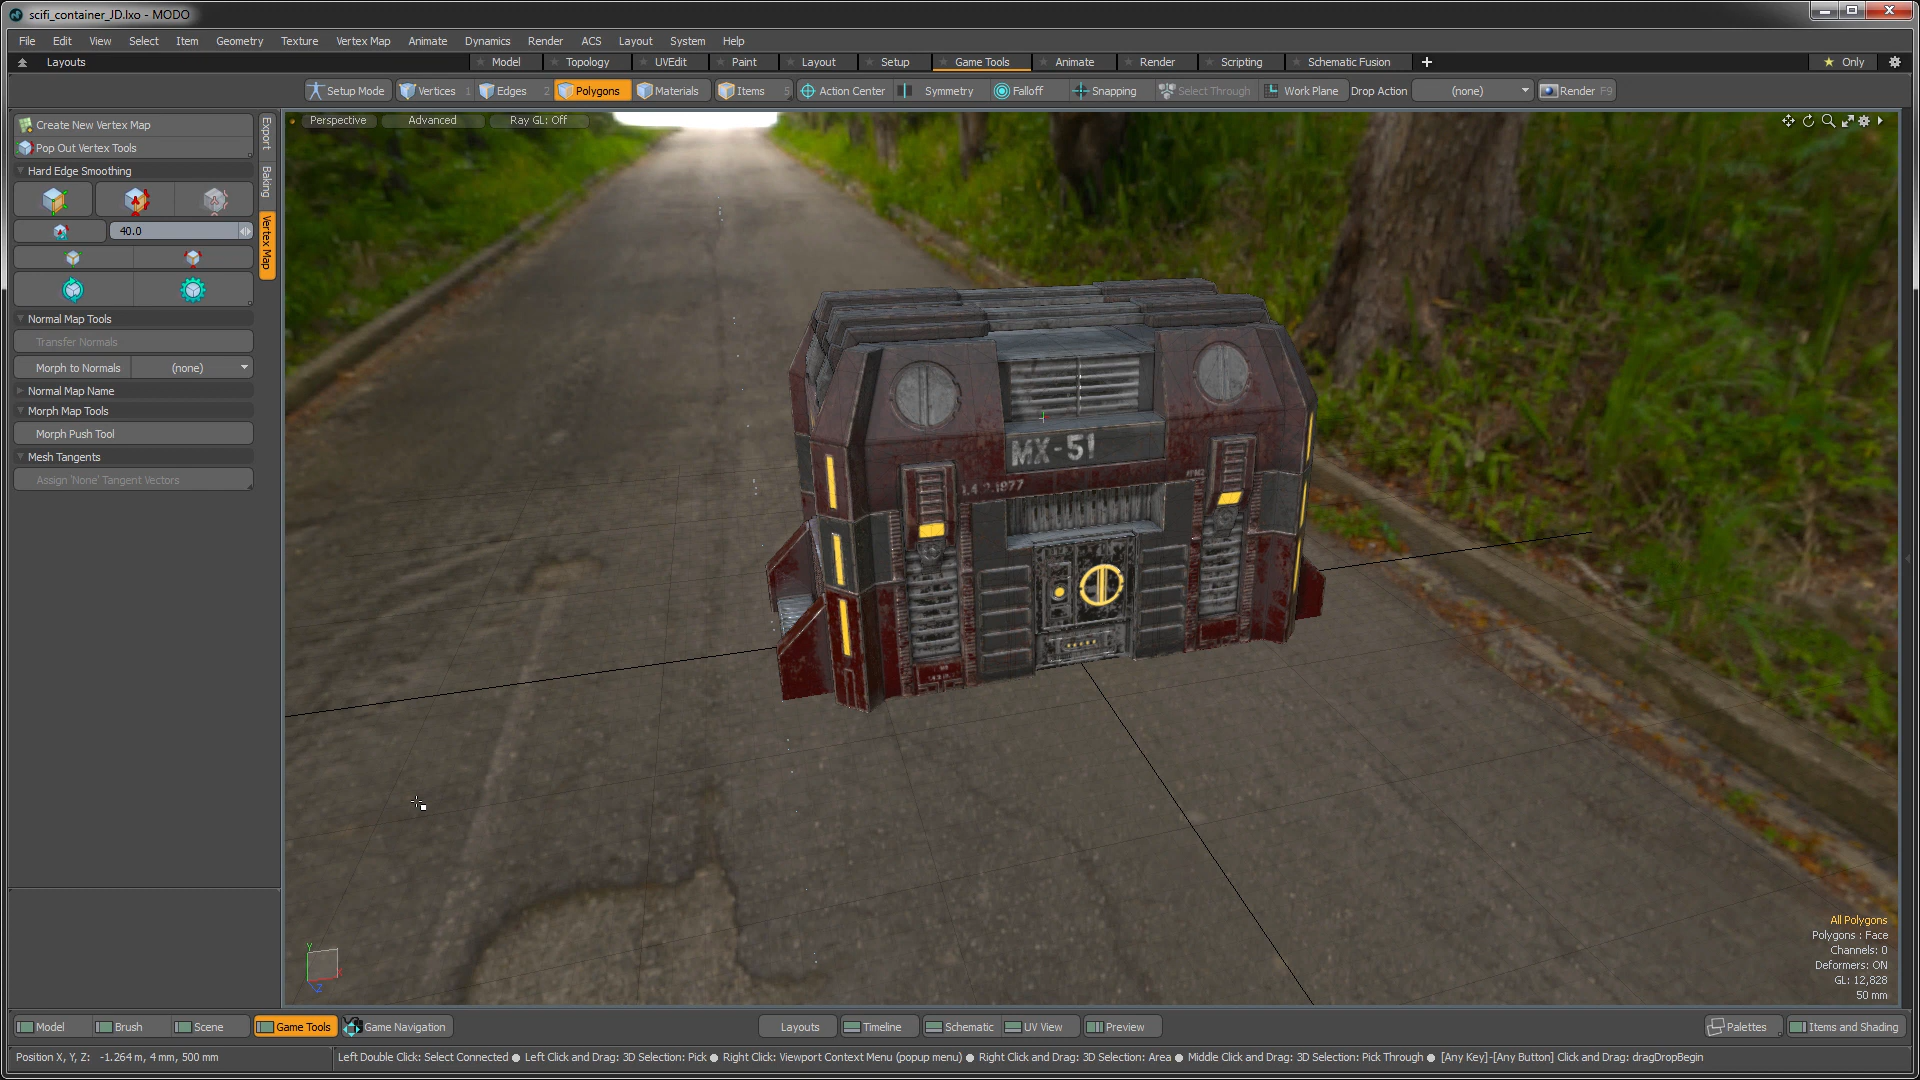 scifi_container_JD.lxo - MODO
File Edit View Select Item Geometry Texture Vertex Map Animate Dynamics Render ACS Layout System Help
Layouts Model Topology UVEdit Paint Layout Setup Game Tools Animate Render Scripting Schematic Fusion + Only
Setup Mode Vertices 1 Edges 2 Polygons Materials Items 5 Action Center Symmetry Falloff Snapping Select Through Work Plane Drop Action (none) Render F9
Perspective Advanced Ray GL: Off
Create New Vertex Map
Pop Out Vertex Tools
Hard Edge Smoothing
40.0
Normal Map Tools
Transfer Normals
Morph to Normals (none)
Normal Map Name
Morph Map Tools
Morph Push Tool
Mesh Tangents
Assign 'None' Tangent Vectors
Export
Baking
Vertex Map
MX-51
Y
X
Z
All Polygons
Polygons : Face
Channels: 0
Deformers: ON
GL: 12,828
50 mm
Model Brush Scene Game Tools Game Navigation Layouts Timeline Schematic UV View Preview Palettes Items and Shading
Position X, Y, Z: -1.264 m, 4 mm, 500 mm Left Double Click: Select Connected ● Left Click and Drag: 3D Selection: Pick ● Right Click: Viewport Context Menu (popup menu) ● Right Click and Drag: 3D Selection: Area ● Middle Click and Drag: 3D Selection: Pick Through ● [Any Key]-[Any Button] Click and Drag: dragDropBegin